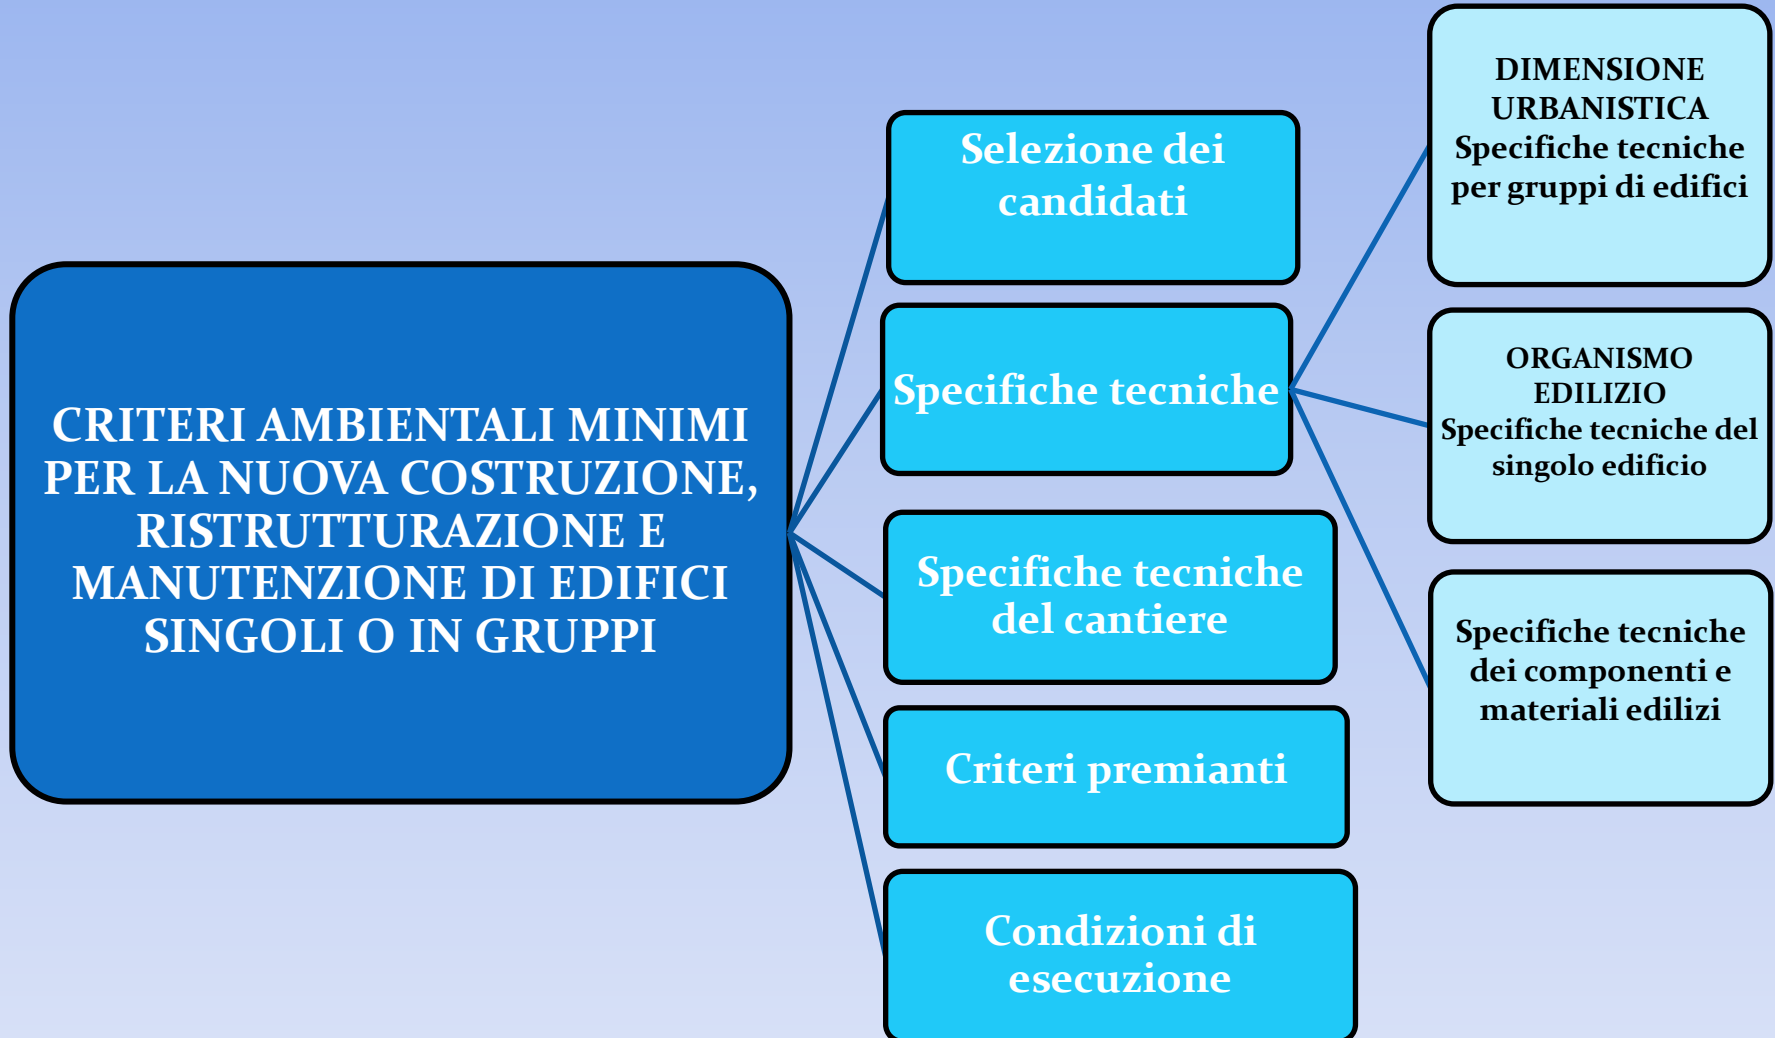 CRITERI AMBIENTALI MINIMI
PER LA NUOVA COSTRUZIONE,
RISTRUTTURAZIONE E
MANUTENZIONE DI EDIFICI
SINGOLI O IN GRUPPI
Selezione dei
candidati
Specifiche tecniche
Specifiche tecniche
del cantiere
Criteri premianti
Condizioni di
esecuzione
DIMENSIONE
URBANISTICA
Specifiche tecniche
per gruppi di edifici
ORGANISMO
EDILIZIO
Specifiche tecniche del
singolo edificio
Specifiche tecniche
dei componenti e
materiali edilizi